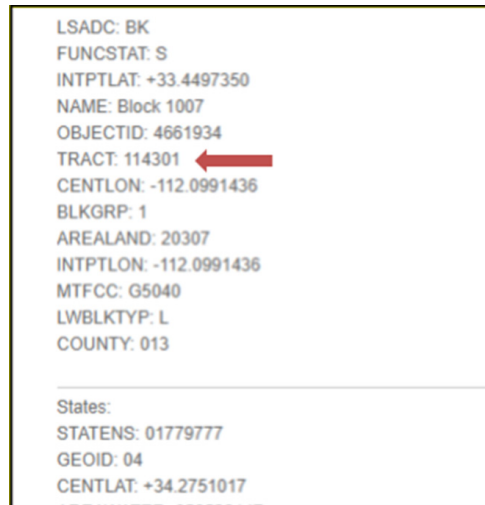 LSADC: BK
FUNCSTAT: S
INTPTLAT: +33.4497350
NAME: Block 1007
OBJECTID: 4661934
TRACT: 114301
CENTLON: -112.0991436
BLKGRP: 1
AREALAND: 20307
INTPTLON: -112.0991436
MTFCC: G5040
LWBLKTYP: L
COUNTY: 013
States:
STATENS: 01779777
GEOID: 04
CENTLAT: +34.2751017